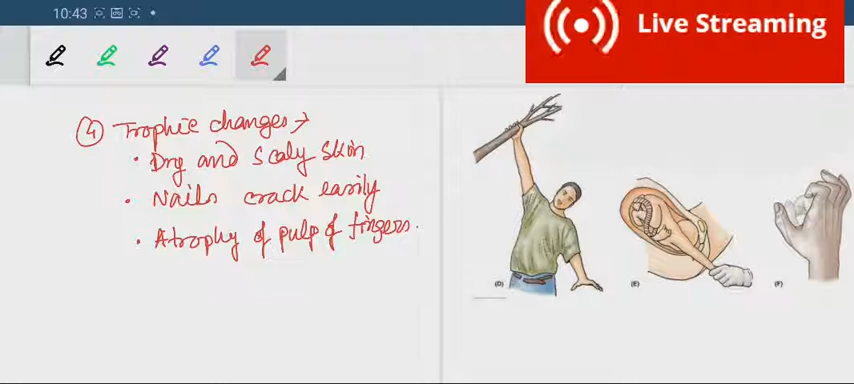 10:43
Live Streaming
④ Trophic changes →
• Dry and Scaly Skin
• Nails crack easily
• Atrophy of pulp of fingers.
(D) (E) (F)